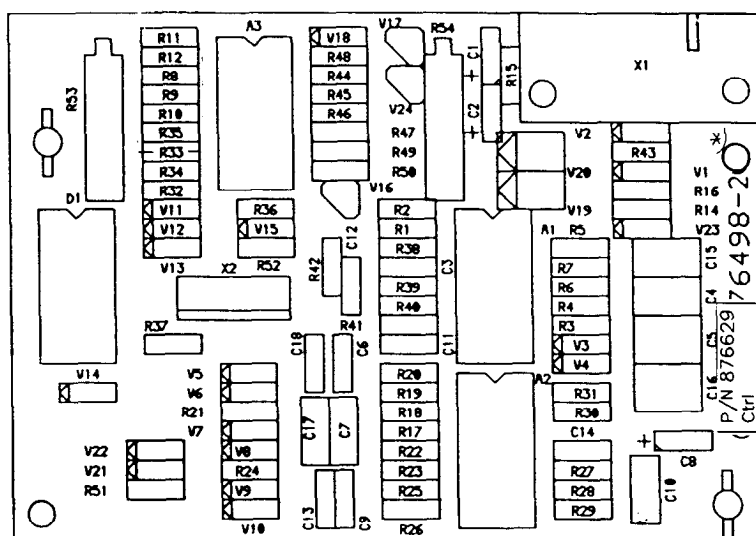 R11
R12
R8
R9
R10
R35
R33
R34
R32
V11
V12
V13
R53
D1
A3
R36
V15
R52
X2
R37
V14
V18
R48
R44
R45
R46
R47
R49
R50
V17
V24
V16
R54
C1
C2
+
+
R15
X1
V2
V20
V19
R43
V1
R16
R14
V23
*)
C12
R42
R41
R2
R1
R38
R39
R40
C3
C11
A1
R5
R7
R6
R4
R3
V3
V4
C15
C4
C5
C16
C18
C6
V5
V6
R21
V7
V8
R24
V9
V10
V22
V21
R51
C17
C7
C13
C9
R20
R19
R18
R17
R22
R23
R25
R26
A2
R31
R30
C14
R27
R28
R29
+
C8
C10
P/N 876629
76498-2
Ctrl